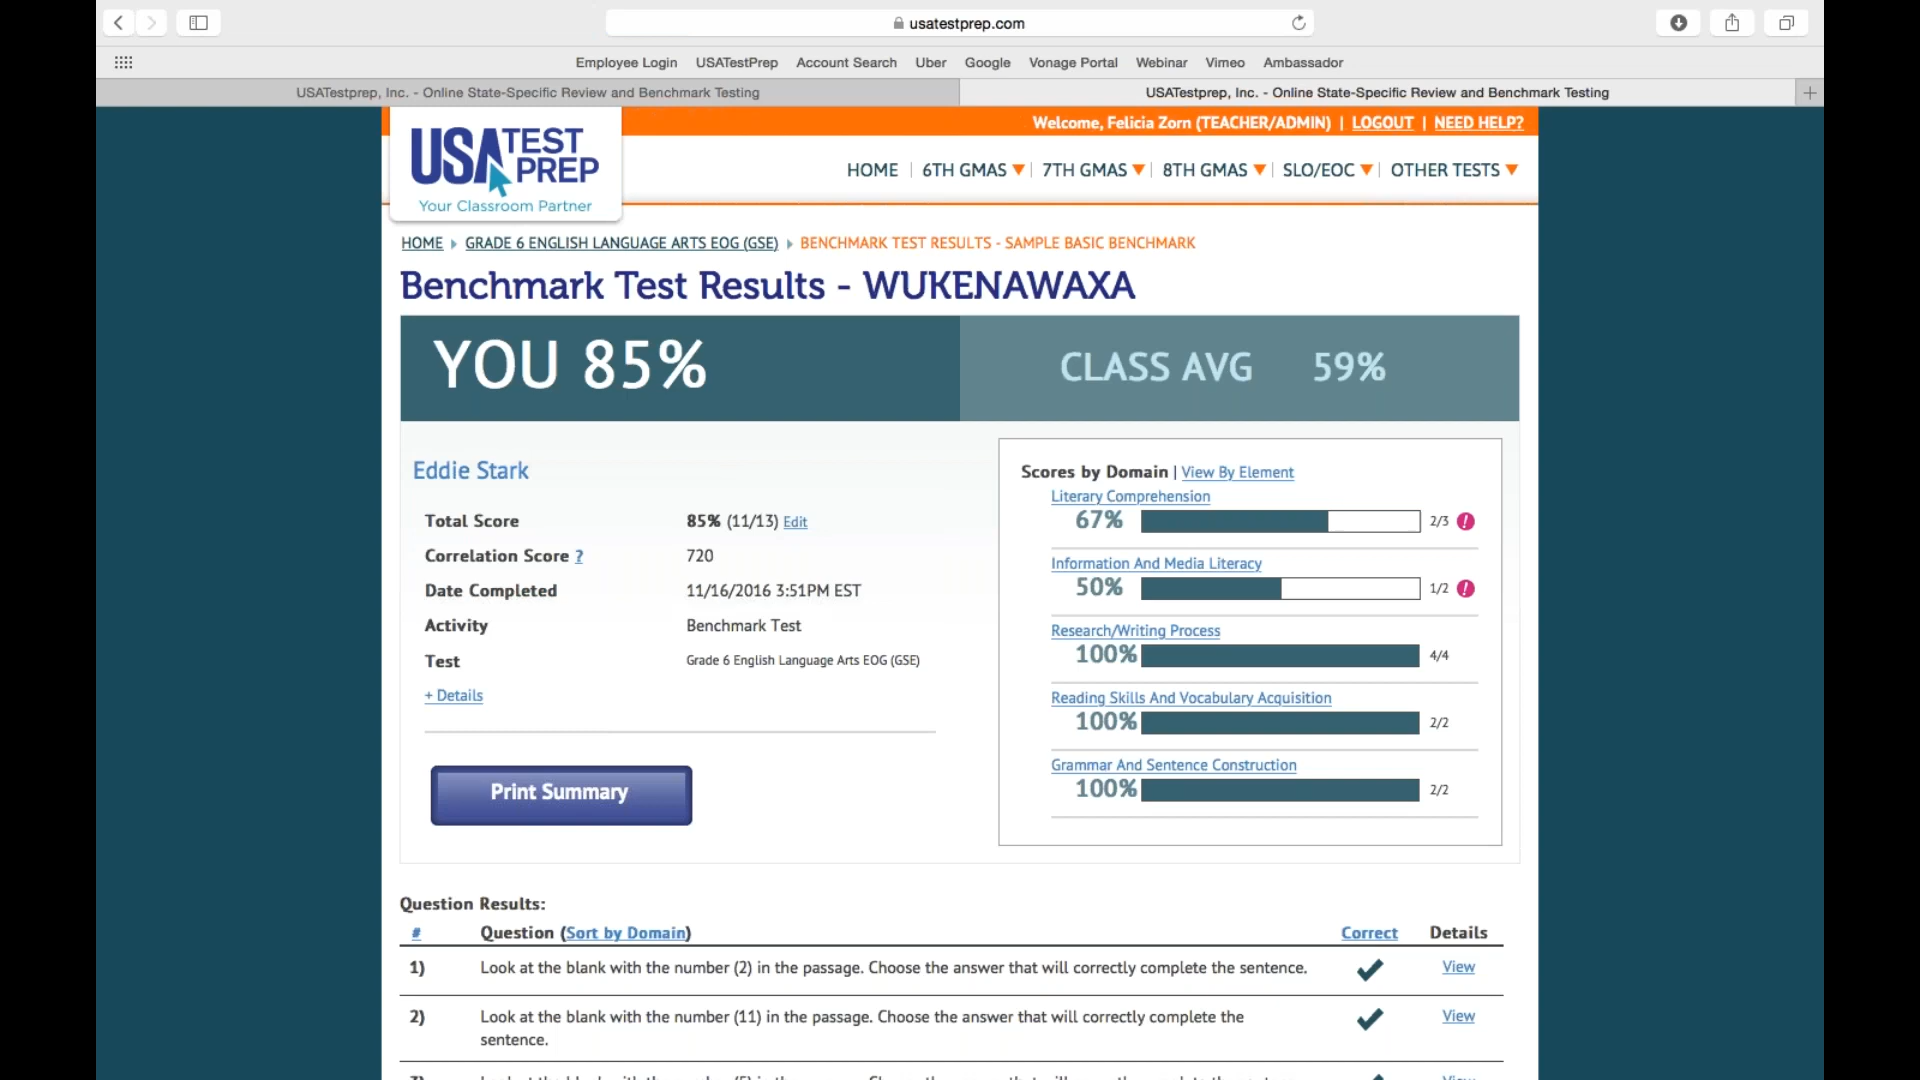 usatestprep.com
Employee Login USATestPrep Account Search Uber Google Vonage Portal Webinar Vimeo Ambassador
USATestprep, Inc. - Online State-Specific Review and Benchmark Testing
USATestprep, Inc. - Online State-Specific Review and Benchmark Testing
Welcome, Felicia Zorn (TEACHER/ADMIN) | LOGOUT | NEED HELP?
USA TEST PREP
Your Classroom Partner
HOME | 6TH GMAS | 7TH GMAS | 8TH GMAS | SLO/EOC | OTHER TESTS
HOME GRADE 6 ENGLISH LANGUAGE ARTS EOG (GSE) BENCHMARK TEST RESULTS - SAMPLE BASIC BENCHMARK
Benchmark Test Results - WUKENAWAXA
YOU 85%
CLASS AVG 59%
Eddie Stark
Total Score 85% (11/13) Edit
Correlation Score ? 720
Date Completed 11/16/2016 3:51PM EST
Activity Benchmark Test
Test Grade 6 English Language Arts EOG (GSE)
+ Details
Print Summary
Scores by Domain | View By Element
Literary Comprehension
67% 2/3 !
Information And Media Literacy
50% 1/2 !
Research/Writing Process
100% 4/4
Reading Skills And Vocabulary Acquisition
100% 2/2
Grammar And Sentence Construction
100% 2/2
Question Results:
# Question (Sort by Domain) Correct Details
1) Look at the blank with the number (2) in the passage. Choose the answer that will correctly complete the sentence. View
2) Look at the blank with the number (11) in the passage. Choose the answer that will correctly complete the View
sentence.